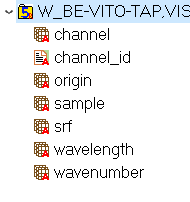 W_BE-VITO-TAP,VIS
channel
channel_id
origin
sample
srf
wavelength
wavenumber